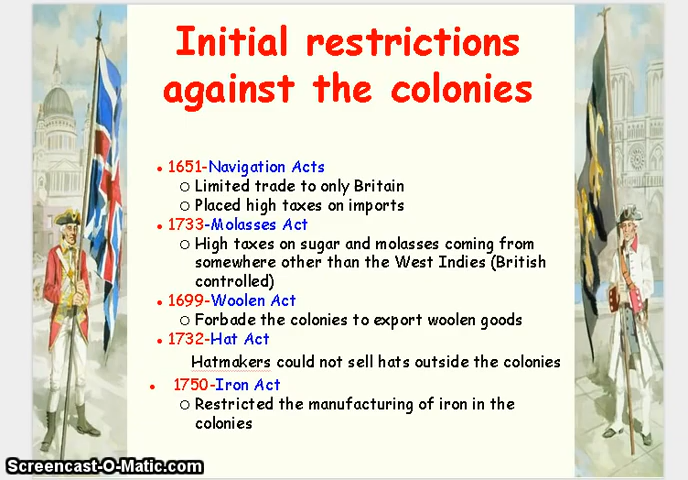 Initial restrictions
against the colonies
• 1651-Navigation Acts
○ Limited trade to only Britain
○ Placed high taxes on imports
• 1733-Molasses Act
○ High taxes on sugar and molasses coming from
somewhere other than the West Indies (British
controlled)
• 1699-Woolen Act
○ Forbade the colonies to export woolen goods
• 1732-Hat Act
Hatmakers could not sell hats outside the colonies
• 1750-Iron Act
○ Restricted the manufacturing of iron in the
colonies
Screencast-O-Matic.com